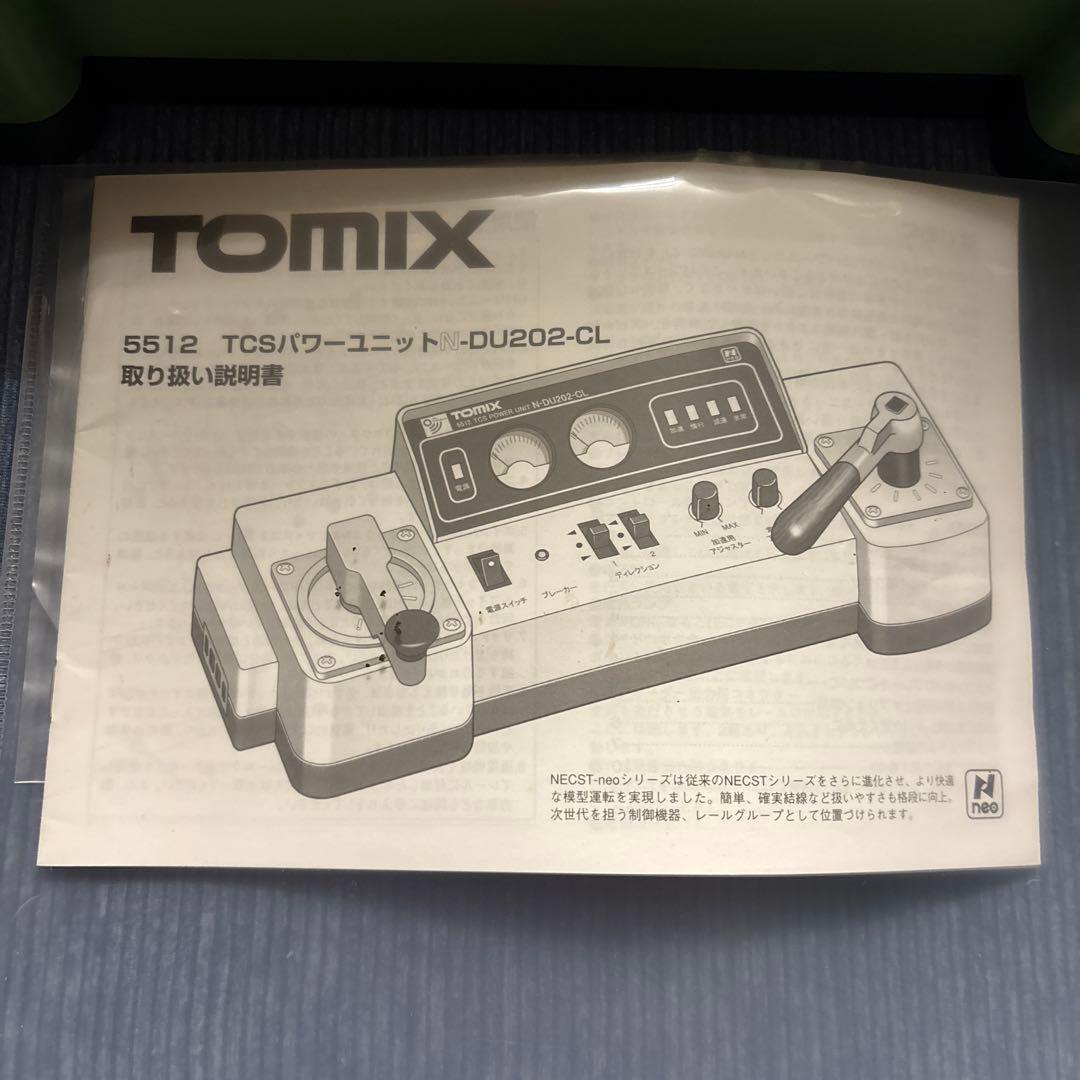 TOMIX
5512 TCSパワーユニットN-DU202-CL
取り扱い説明書
TOMIX
5512 TCS POWER UNIT N-DU202-CL
電源
加速 惰行 減速 非常
MIN MAX
加速用
アジャスター
1 2
ディレクション
電源スイッチ ブレーカー
NECST-neoシリーズは従来のNECSTシリーズをさらに進化させ、より快適
な模型運転を実現しました。簡単、確実結線など扱いやすさも格段に向上。
次世代を担う制御機器、レールグループとして位置づけられます。
N
neo